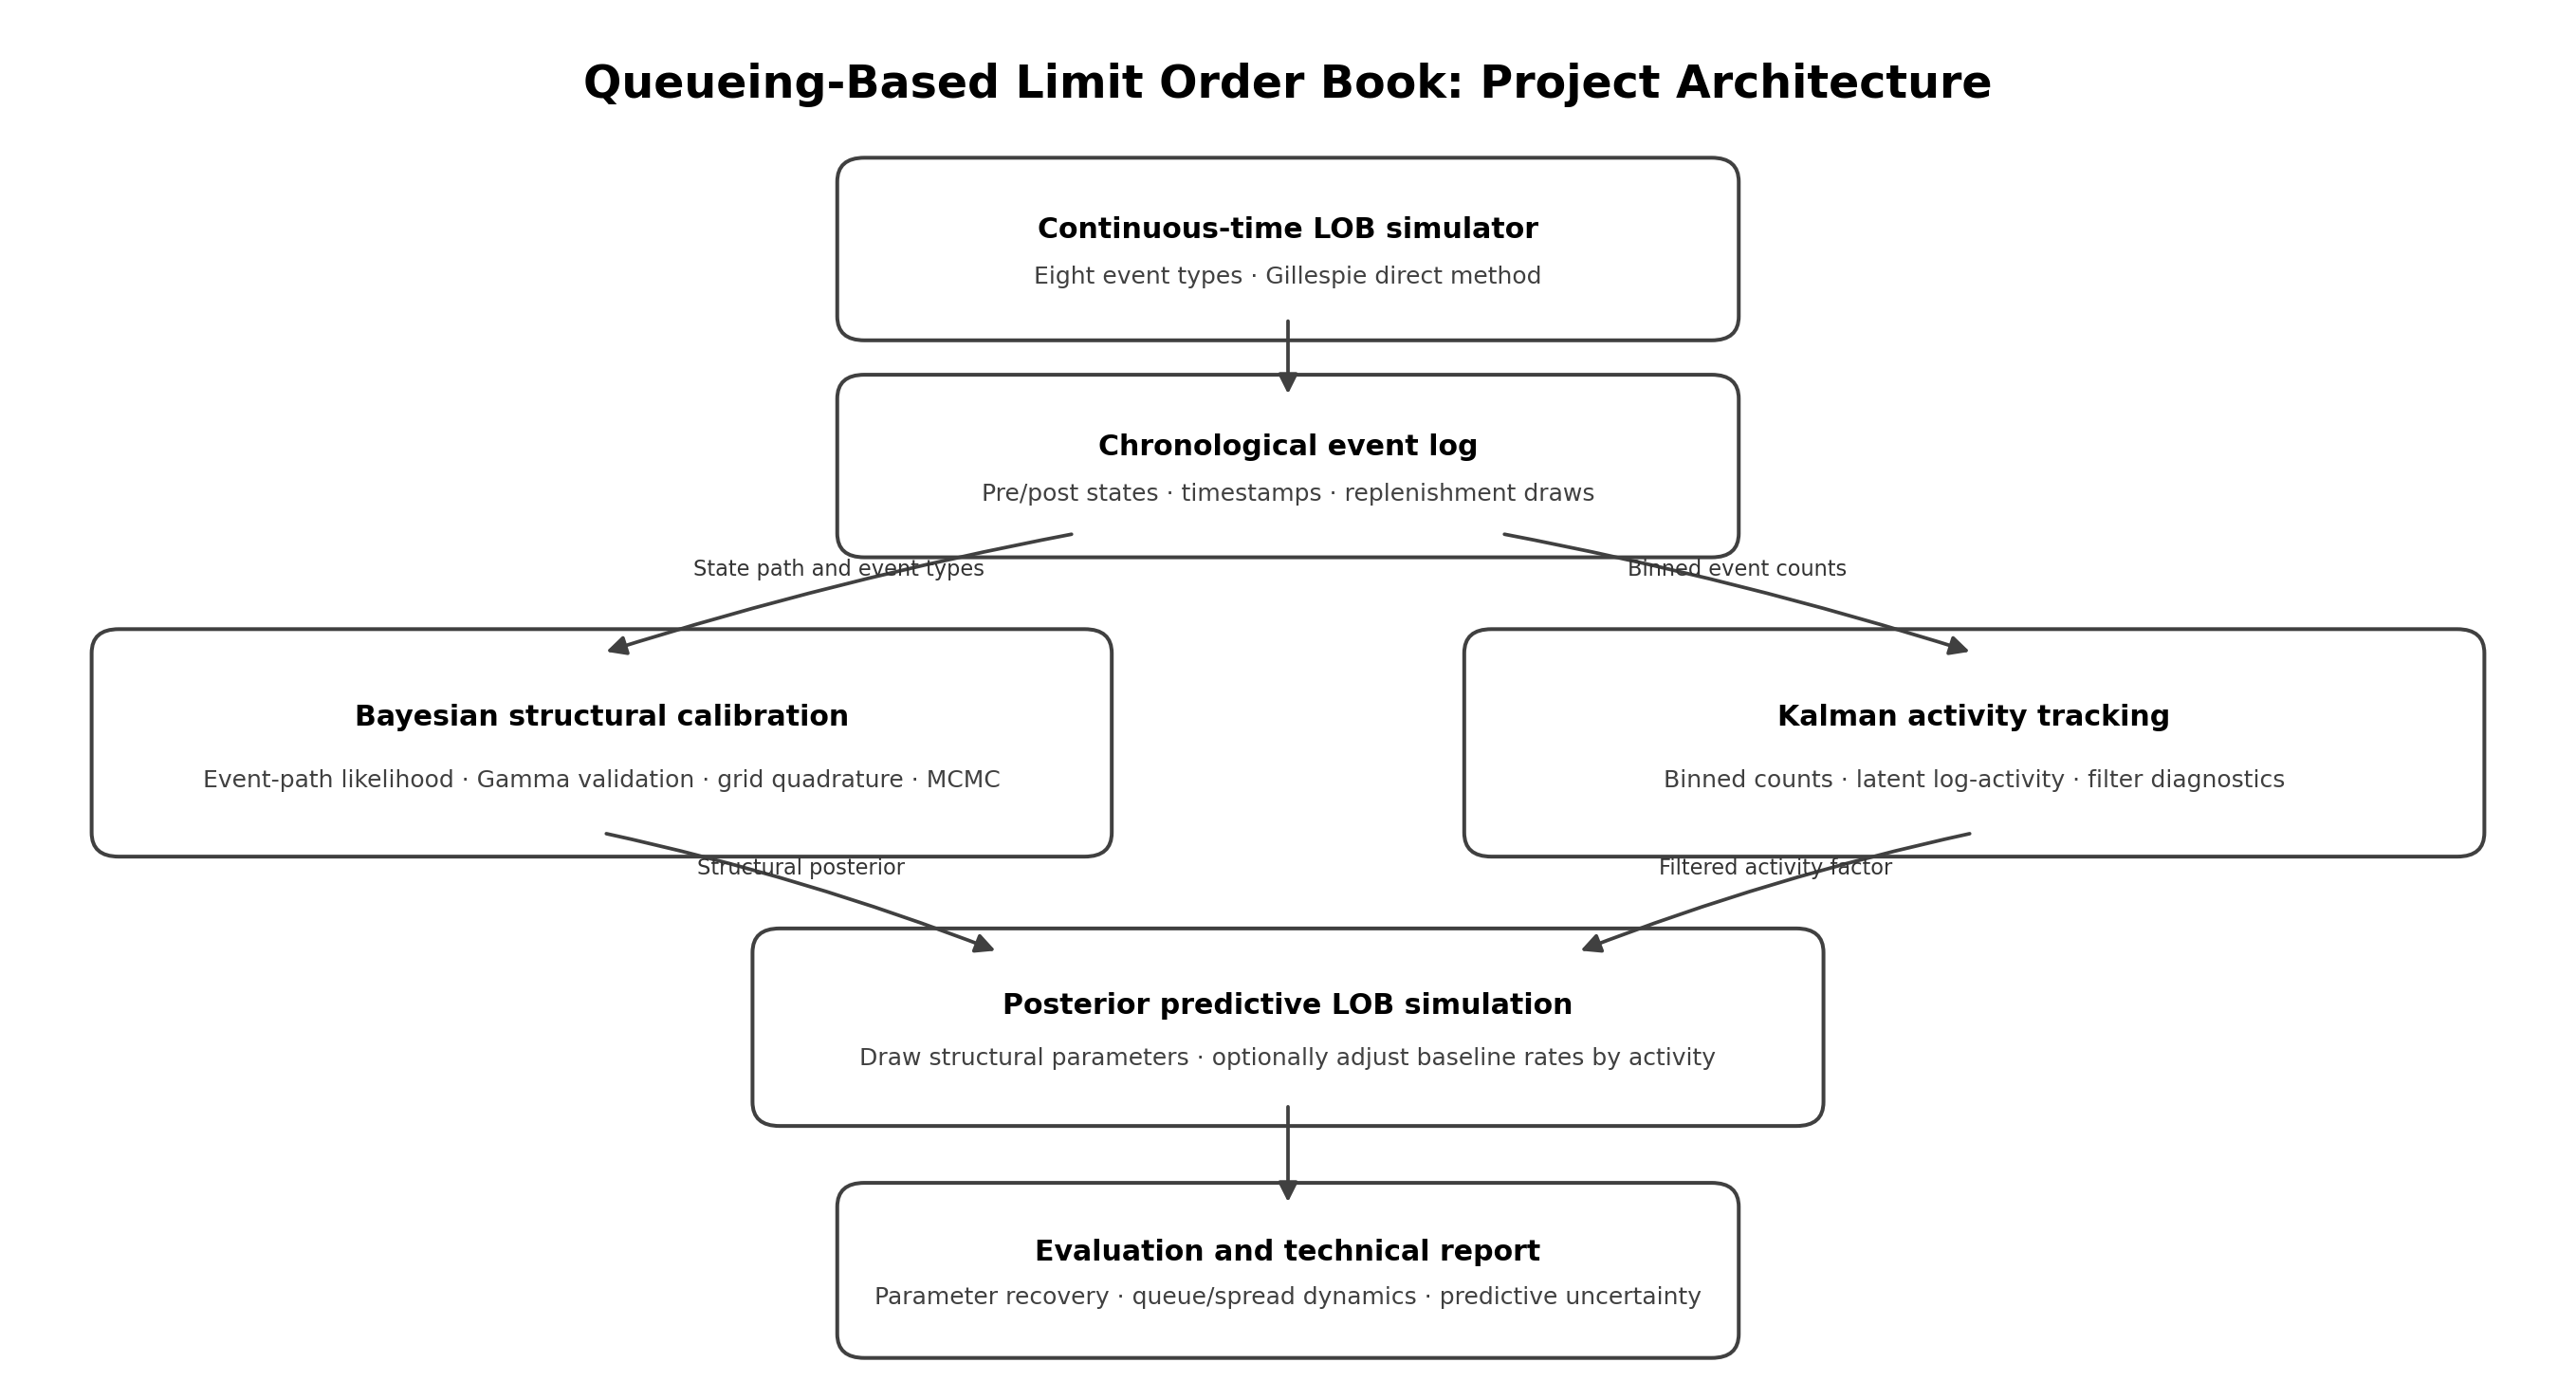 Queueing-Based Limit Order Book: Project Architecture
Continuous-time LOB simulator
Eight event types · Gillespie direct method
Chronological event log
Pre/post states · timestamps · replenishment draws
State path and event types
Binned event counts
Bayesian structural calibration
Event-path likelihood · Gamma validation · grid quadrature · MCMC
Kalman activity tracking
Binned counts · latent log-activity · filter diagnostics
Structural posterior
Filtered activity factor
Posterior predictive LOB simulation
Draw structural parameters · optionally adjust baseline rates by activity
Evaluation and technical report
Parameter recovery · queue/spread dynamics · predictive uncertainty